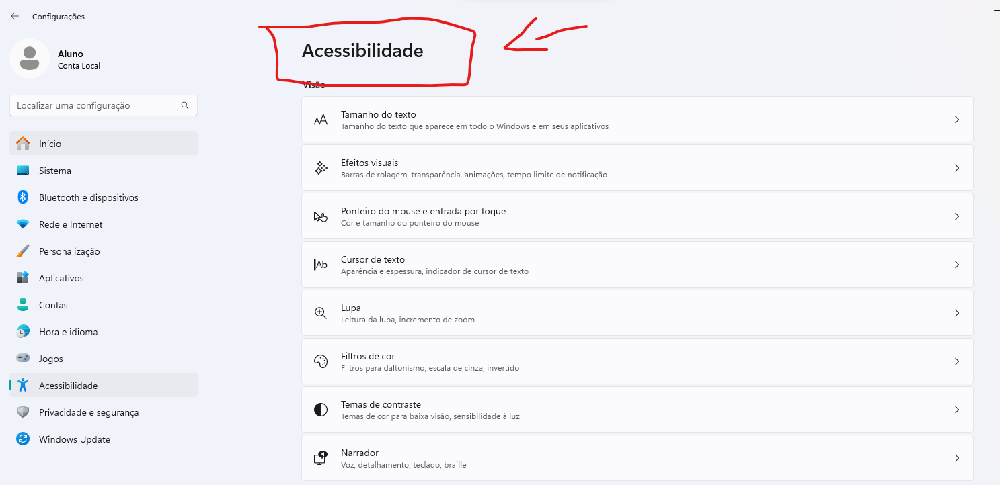 Configurações
Aluno
Conta Local
Localizar uma configuração
Início
Sistema
Bluetooth e dispositivos
Rede e Internet
Personalização
Aplicativos
Contas
Hora e idioma
Jogos
Acessibilidade
Privacidade e segurança
Windows Update
Acessibilidade
Visão
Tamanho do texto
Tamanho do texto que aparece em todo o Windows e em seus aplicativos
Efeitos visuais
Barras de rolagem, transparência, animações, tempo limite de notificação
Ponteiro do mouse e entrada por toque
Cor e tamanho do ponteiro do mouse
Cursor de texto
Aparência e espessura, indicador de cursor de texto
Lupa
Leitura da lupa, incremento de zoom
Filtros de cor
Filtros para daltonismo, escala de cinza, invertido
Temas de contraste
Temas de cor para baixa visão, sensibilidade à luz
Narrador
Voz, detalhamento, teclado, braille